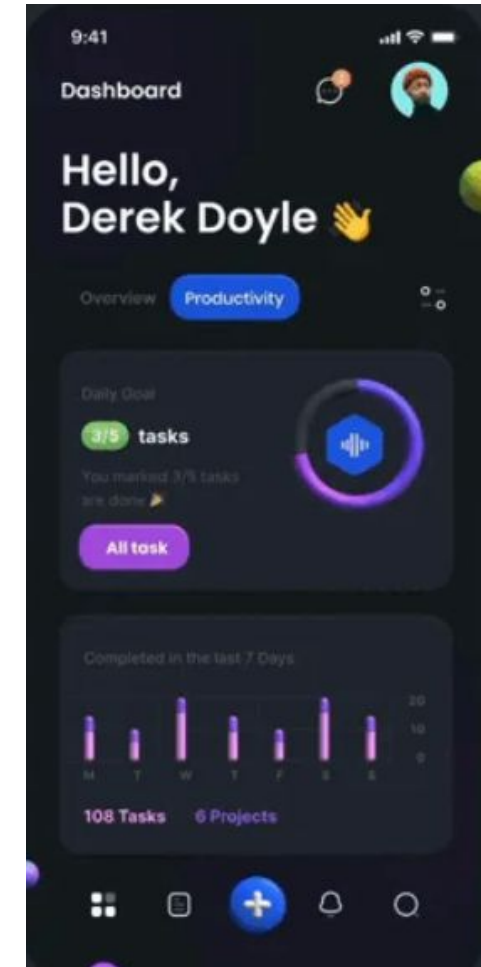 9:41
Dashboard
Hello,
Derek Doyle 👋
Overview Productivity
Daily Goal
3/5 tasks
You marked 3/5 tasks
are done 🎉
All task
Completed in the last 7 Days
20
10
0
M T W T F S S
108 Tasks 6 Projects